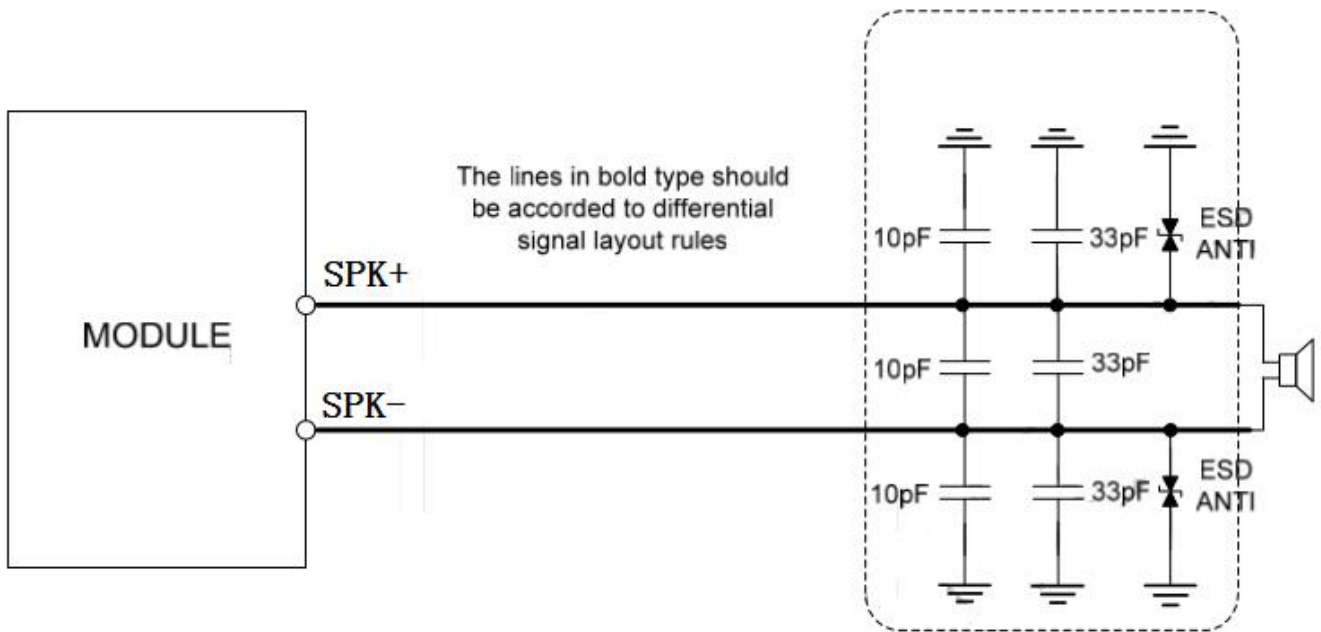 The lines in bold type should
be accorded to differential
signal layout rules
MODULE
SPK+
SPK-
10pF
33pF
ESD
ANTI
10pF
33pF
10pF
33pF
ESD
ANTI